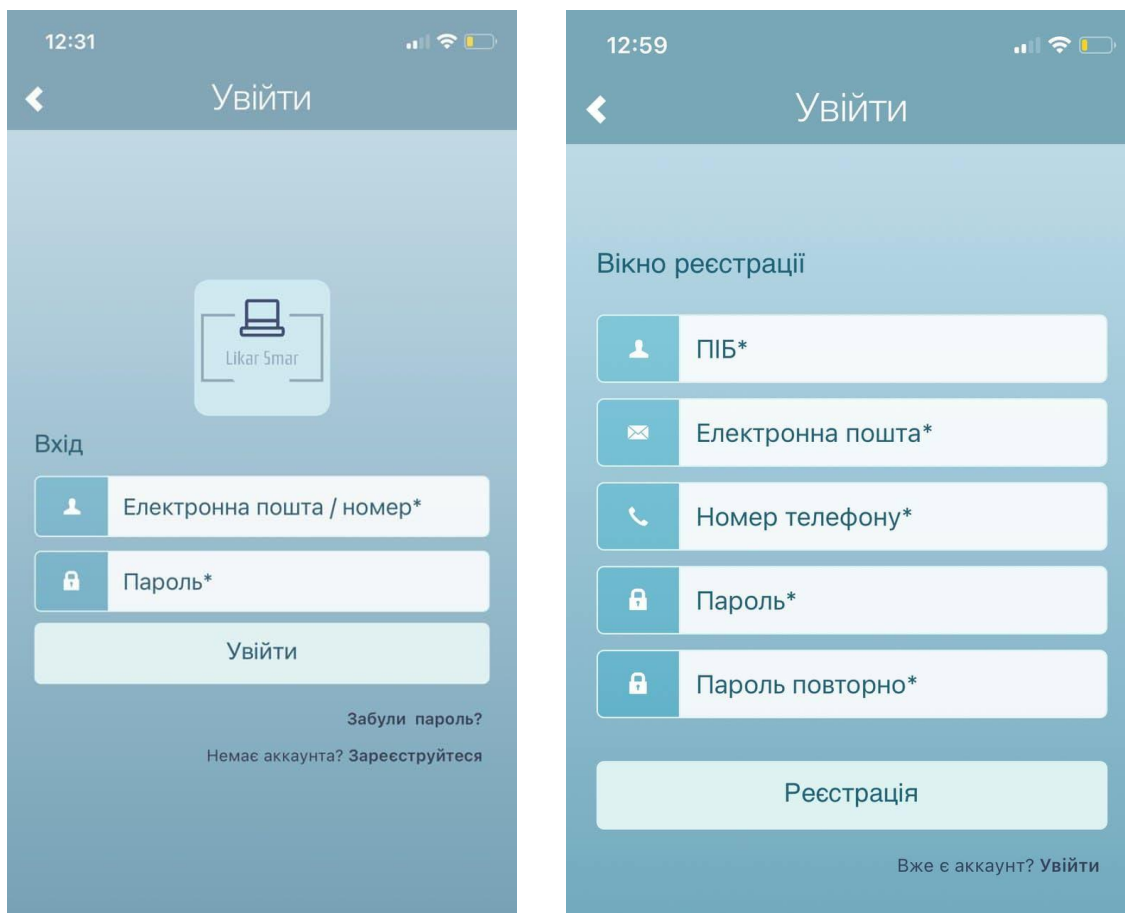 12:31
Увійти
Likar Smar
Вхід
Електронна пошта / номер*
Пароль*
Увійти
Забули пароль?
Немає аккаунта? Зареєструйтеся
12:59
Увійти
Вікно реєстрації
ПІБ*
Електронна пошта*
Номер телефону*
Пароль*
Пароль повторно*
Реєстрація
Вже є аккаунт? Увійти